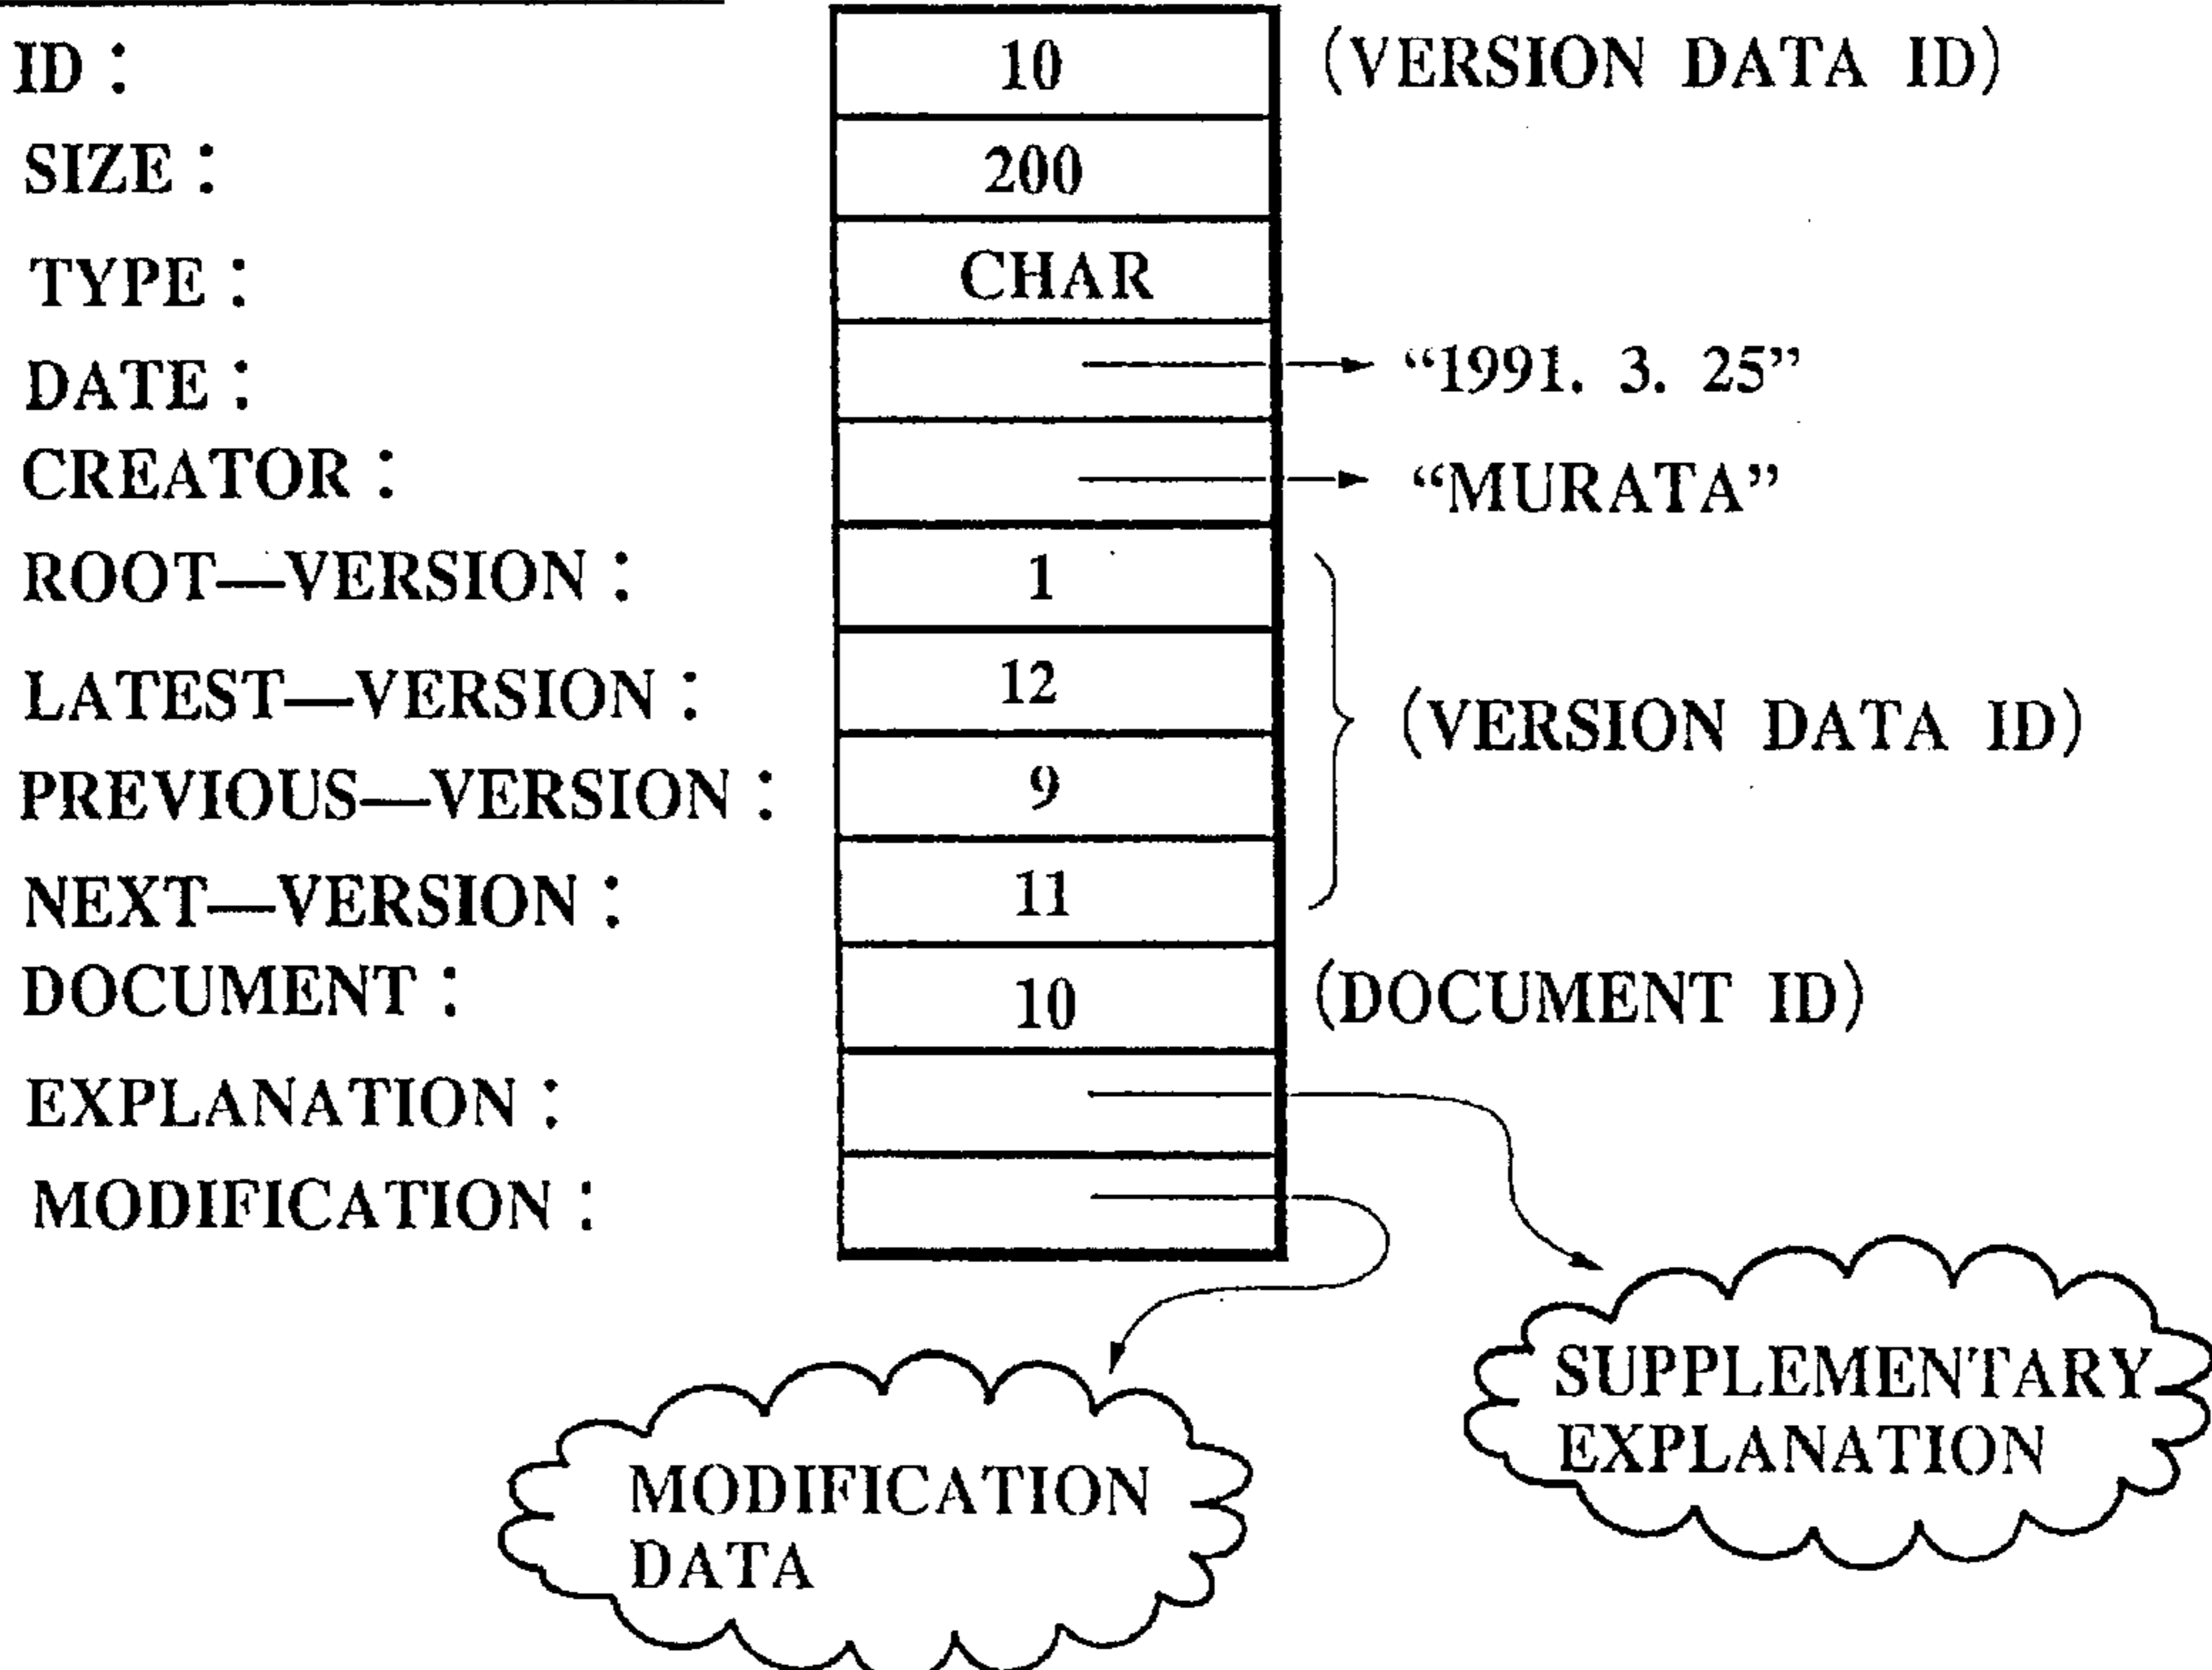 ID : 10 (VERSION DATA ID)
SIZE : 200
TYPE : CHAR
DATE : “1991. 3. 25”
CREATOR : “MURATA”
ROOT—VERSION : 1
LATEST—VERSION : 12
(VERSION DATA ID)
PREVIOUS—VERSION : 9
NEXT—VERSION : 11
DOCUMENT : 10 (DOCUMENT ID)
EXPLANATION :
MODIFICATION :
SUPPLEMENTARY
EXPLANATION
MODIFICATION
DATA